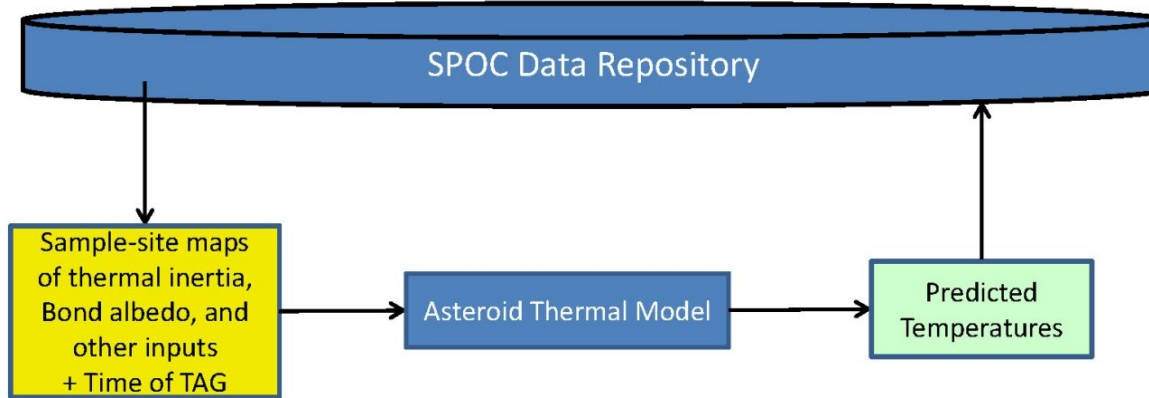 SPOC Data Repository
Sample-site maps
of thermal inertia,
Bond albedo, and
other inputs
+ Time of TAG
Asteroid Thermal Model
Predicted
Temperatures